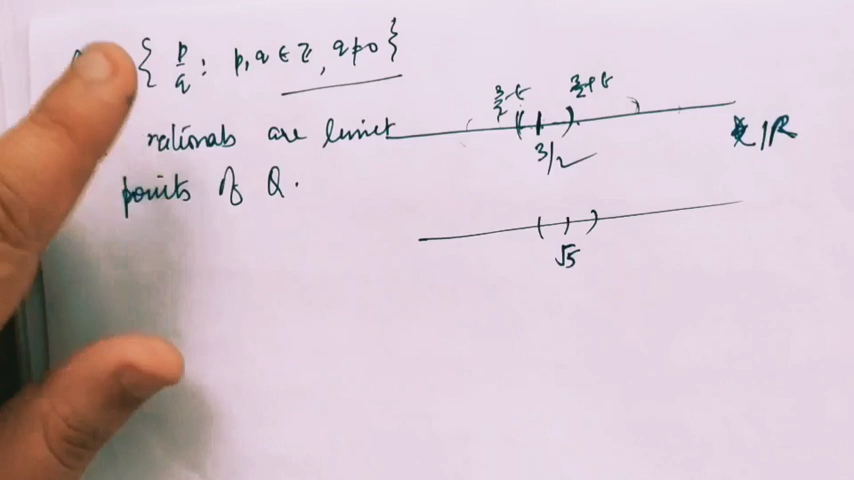 { p/q : p, q ∈ ℤ, q≠0 }
rationals are limit
points of Q.
3/2 - ε
3/2 + ε
3/2
ℝ
√5